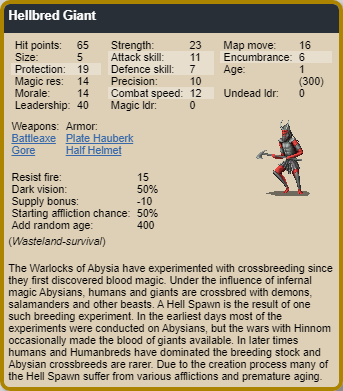 Hellbred Giant
Hit points: 65 Strength: 23 Map move: 16
Size: 5 Attack skill: 11 Encumbrance: 6
Protection: 19 Defence skill: 7 Age: 1
Magic res: 14 Precision: 10 (300)
Morale: 14 Combat speed: 12 Undead ldr: 0
Leadership: 40 Magic ldr: 0
Weapons: Armor:
Battleaxe Plate Hauberk
Gore Half Helmet
Resist fire: 15
Dark vision: 50%
Supply bonus: -10
Starting affliction chance: 50%
Add random age: 400
(Wasteland-survival)
The Warlocks of Abysia have experimented with crossbreeding since
they first discovered blood magic. Under the influence of infernal
magic Abysians, humans and giants are crossbred with demons,
salamanders and other beasts. A Hell Spawn is the result of one
such breeding experiment. In the earliest days most of the
experiments were conducted on Abysians, but the wars with Hinnom
occasionally made the blood of giants available. In later times
humans and Humanbreds have dominated the breeding stock and
Abysian crossbreeds are rarer. Due to the creation process many of
the Hell Spawn suffer from various afflictions and premature aging.